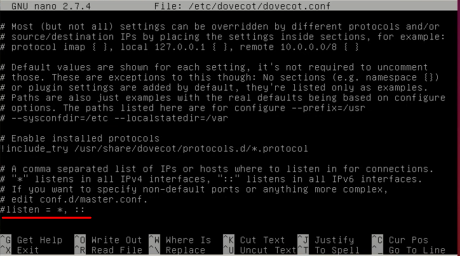 GNU nano 2.7.4 File: /etc/dovecot/dovecot.conf
# Most (but not all) settings can be overridden by different protocols and/or
# source/destination IPs by placing the settings inside sections, for example:
# protocol imap { }, local 127.0.0.1 { }, remote 10.0.0.0/8 { }
# Default values are shown for each setting, it's not required to uncomment
# those. These are exceptions to this though: No sections (e.g. namespace {})
# or plugin settings are added by default, they're listed only as examples.
# Paths are also just examples with the real defaults being based on configure
# options. The paths listed here are for configure --prefix=/usr
# --sysconfdir=/etc --localstatedir=/var
# Enable installed protocols
!include_try /usr/share/dovecot/protocols.d/*.protocol
# A comma separated list of IPs or hosts where to listen in for connections.
# "*" listens in all IPv4 interfaces, "::" listens in all IPv6 interfaces.
# If you want to specify non-default ports or anything more complex,
# edit conf.d/master.conf.
#listen = *, ::
^G Get Help ^O Write Out ^W Where Is ^K Cut Text ^J Justify ^C Cur Pos
^X Exit ^R Read File ^\ Replace ^U Uncut Text ^T To Spell ^_ Go To Line